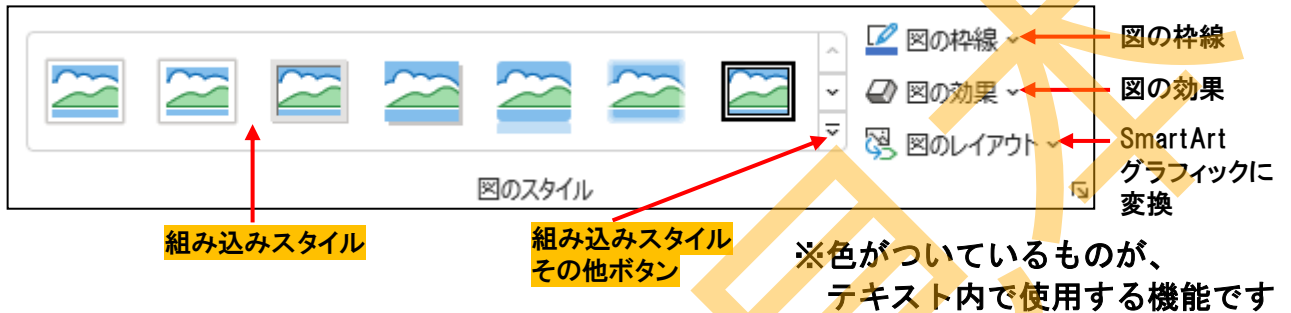 図の枠線
図の効果
図のレイアウト
図のスタイル
図の枠線
図の効果
SmartArt
グラフィックに
変換
組み込みスタイル
組み込みスタイル
その他ボタン
※色がついているものが、
テキスト内で使用する機能です